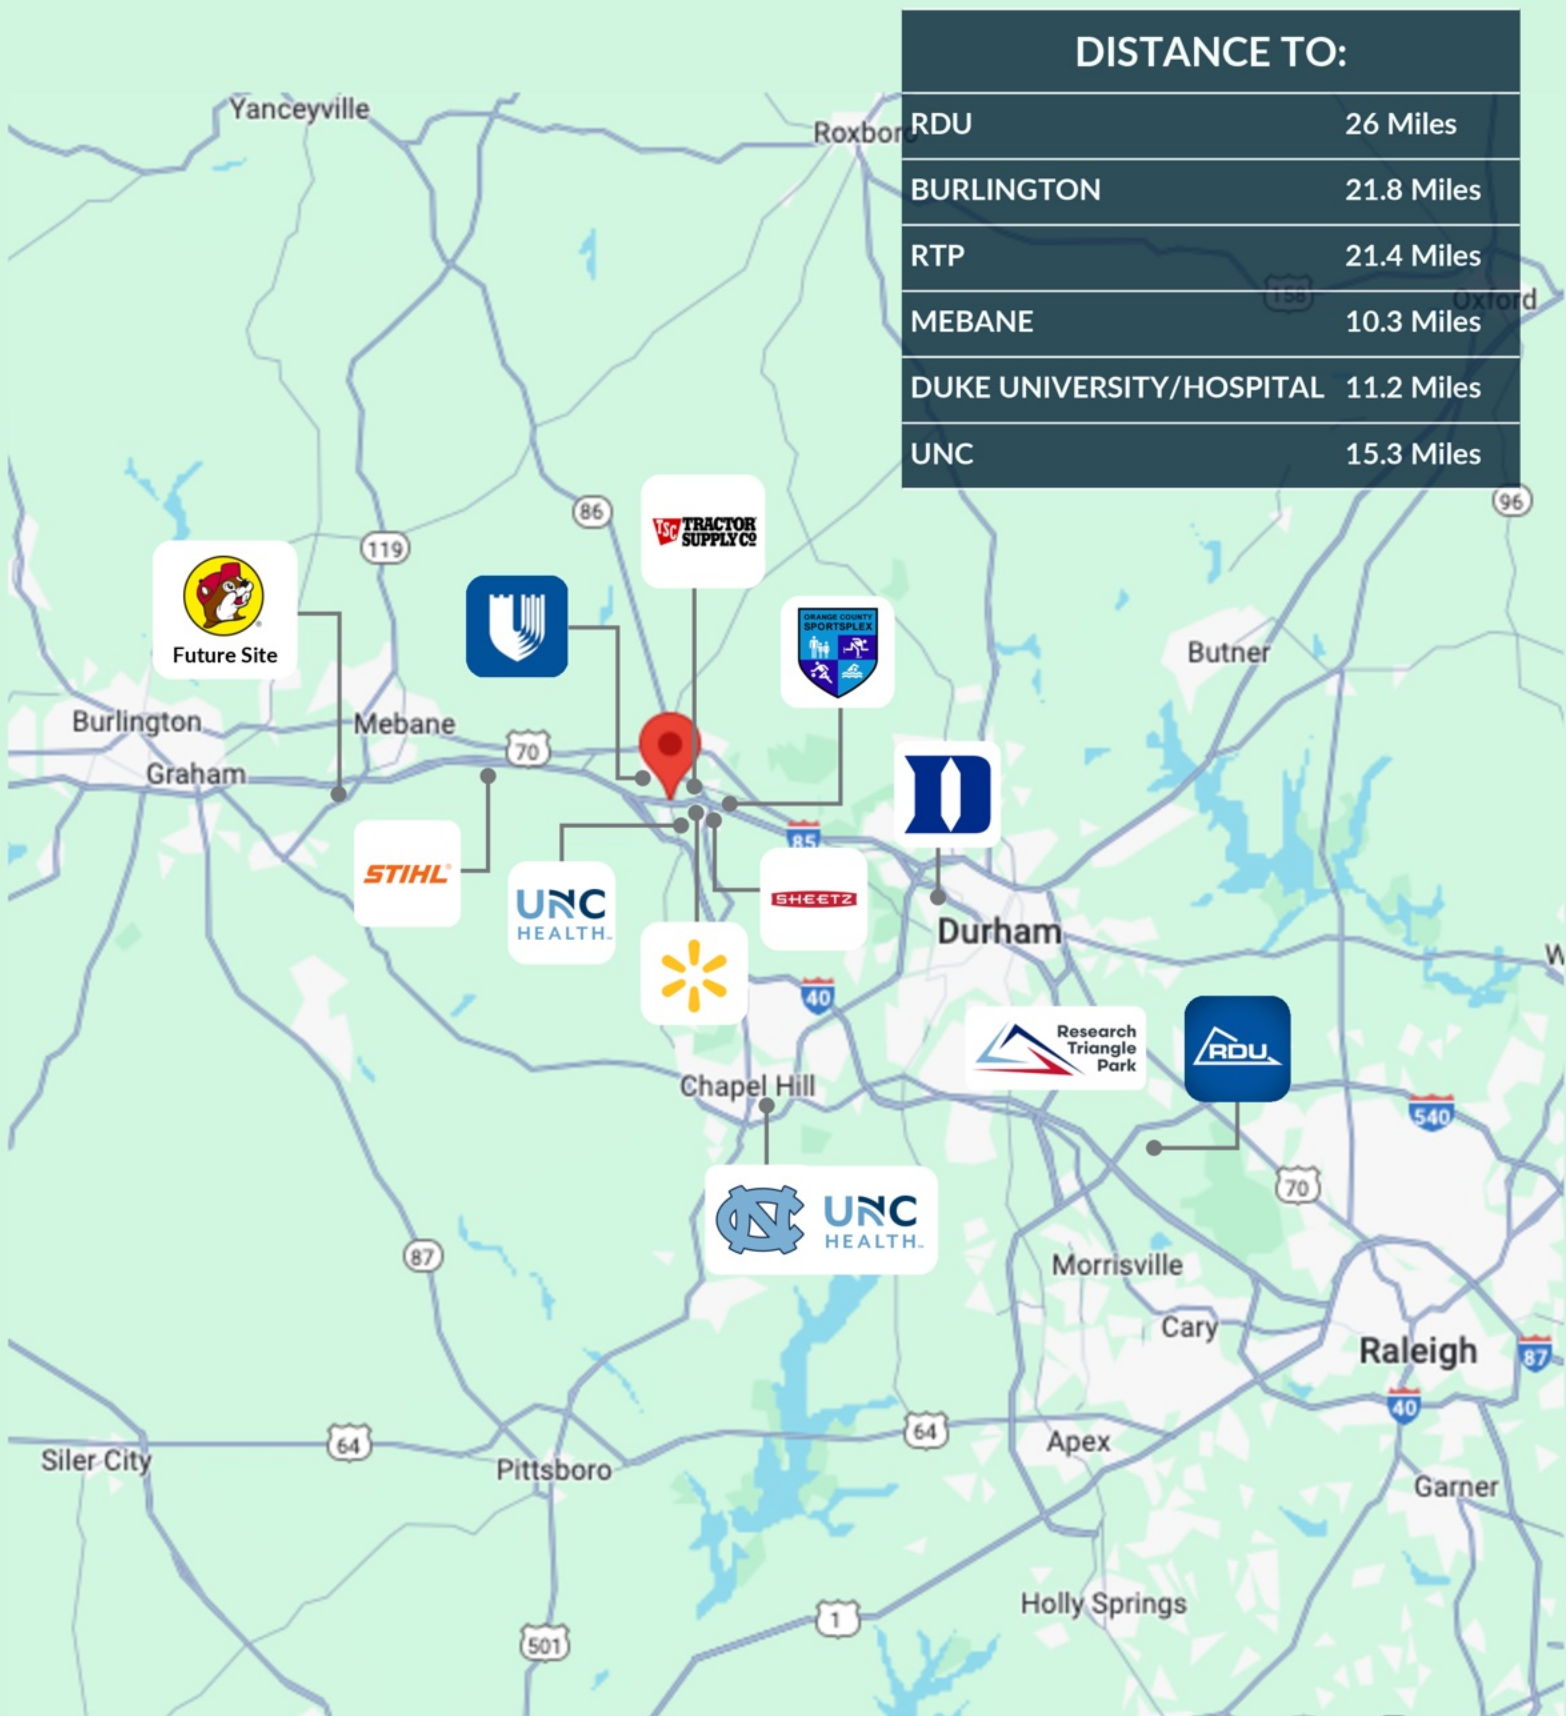 DISTANCE TO:
RDU 26 Miles
BURLINGTON 21.8 Miles
RTP 21.4 Miles
MEBANE 10.3 Miles
DUKE UNIVERSITY/HOSPITAL 11.2 Miles
UNC 15.3 Miles
Yanceyville
Roxboro
158
Oxford
96
86
119
TSC TRACTOR
SUPPLY CO
Future Site
ORANGE COUNTY
SPORTSPLEX
Butner
Burlington
Mebane
70
Graham
85
D
STIHL
UNC
HEALTH
SHEETZ
Durham
40
Research
Triangle
Park
RDU
Chapel Hill
540
70
NC
UNC
HEALTH
87
Morrisville
Cary
Raleigh
87
40
64
64
Siler City
Pittsboro
Apex
Garner
Holly Springs
1
501